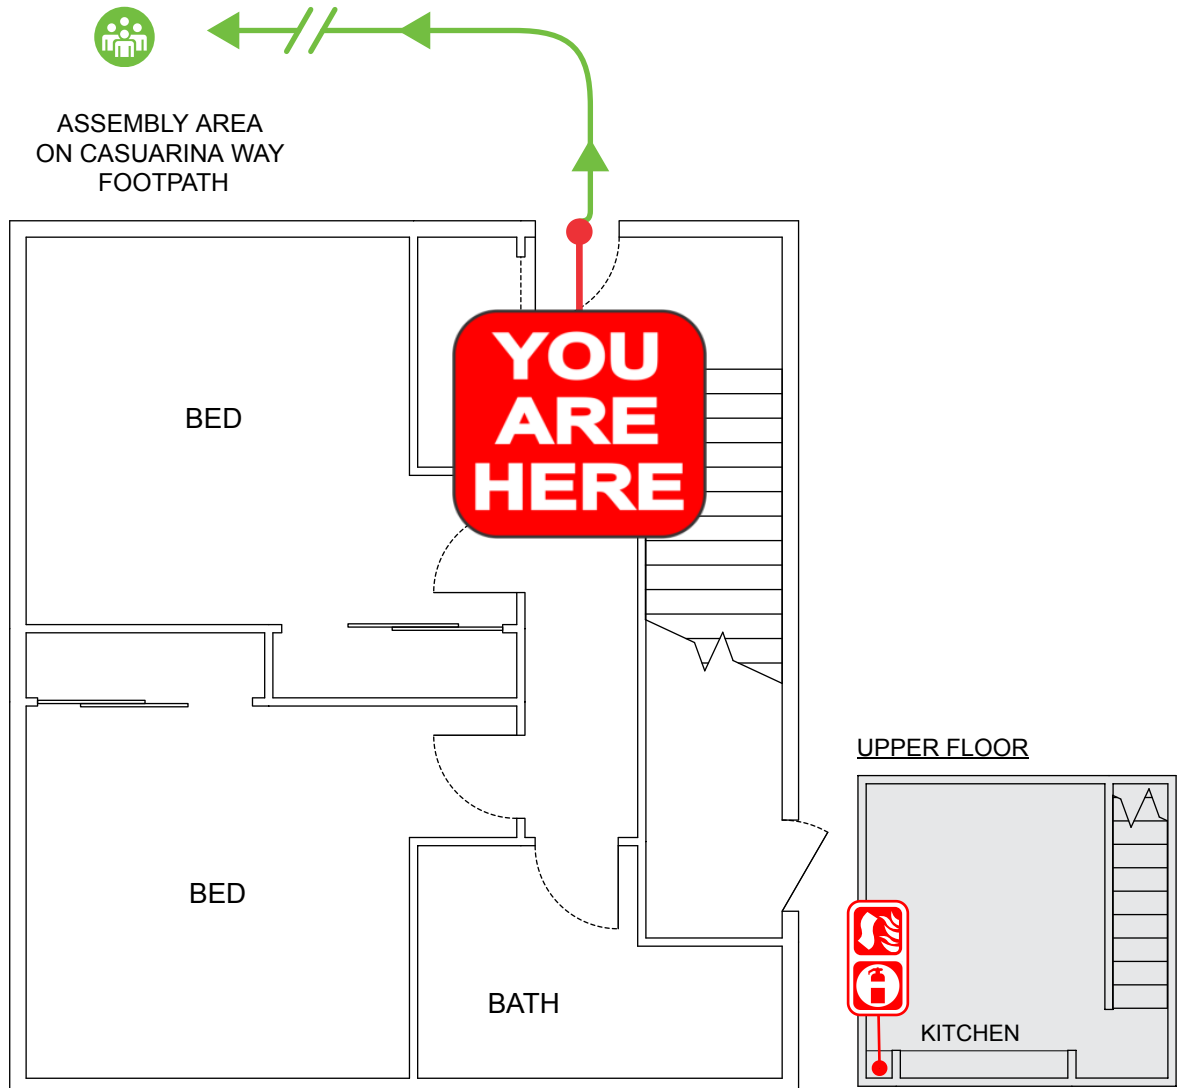 ASSEMBLY AREA
ON CASUARINA WAY
FOOTPATH
YOU
ARE
HERE
BED
BED
BATH
UPPER FLOOR
KITCHEN